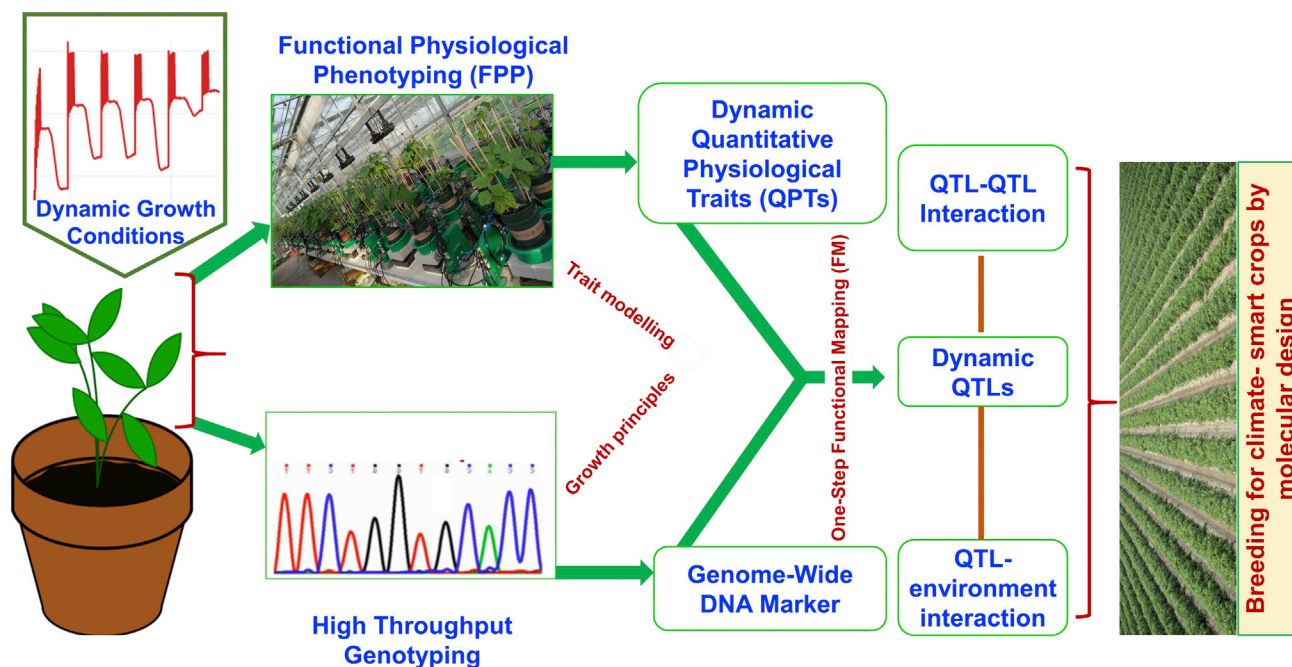 Dynamic Growth
Conditions
Functional Physiological
Phenotyping (FPP)
High Throughput
Genotyping
Trait modelling
Growth principles
Dynamic
Quantitative
Physiological
Traits (QPTs)
Genome-Wide
DNA Marker
One-Step Functional Mapping (FM)
QTL-QTL
Interaction
Dynamic
QTLs
QTL-
environment
interaction
Breeding for climate- smart crops by
molecular design